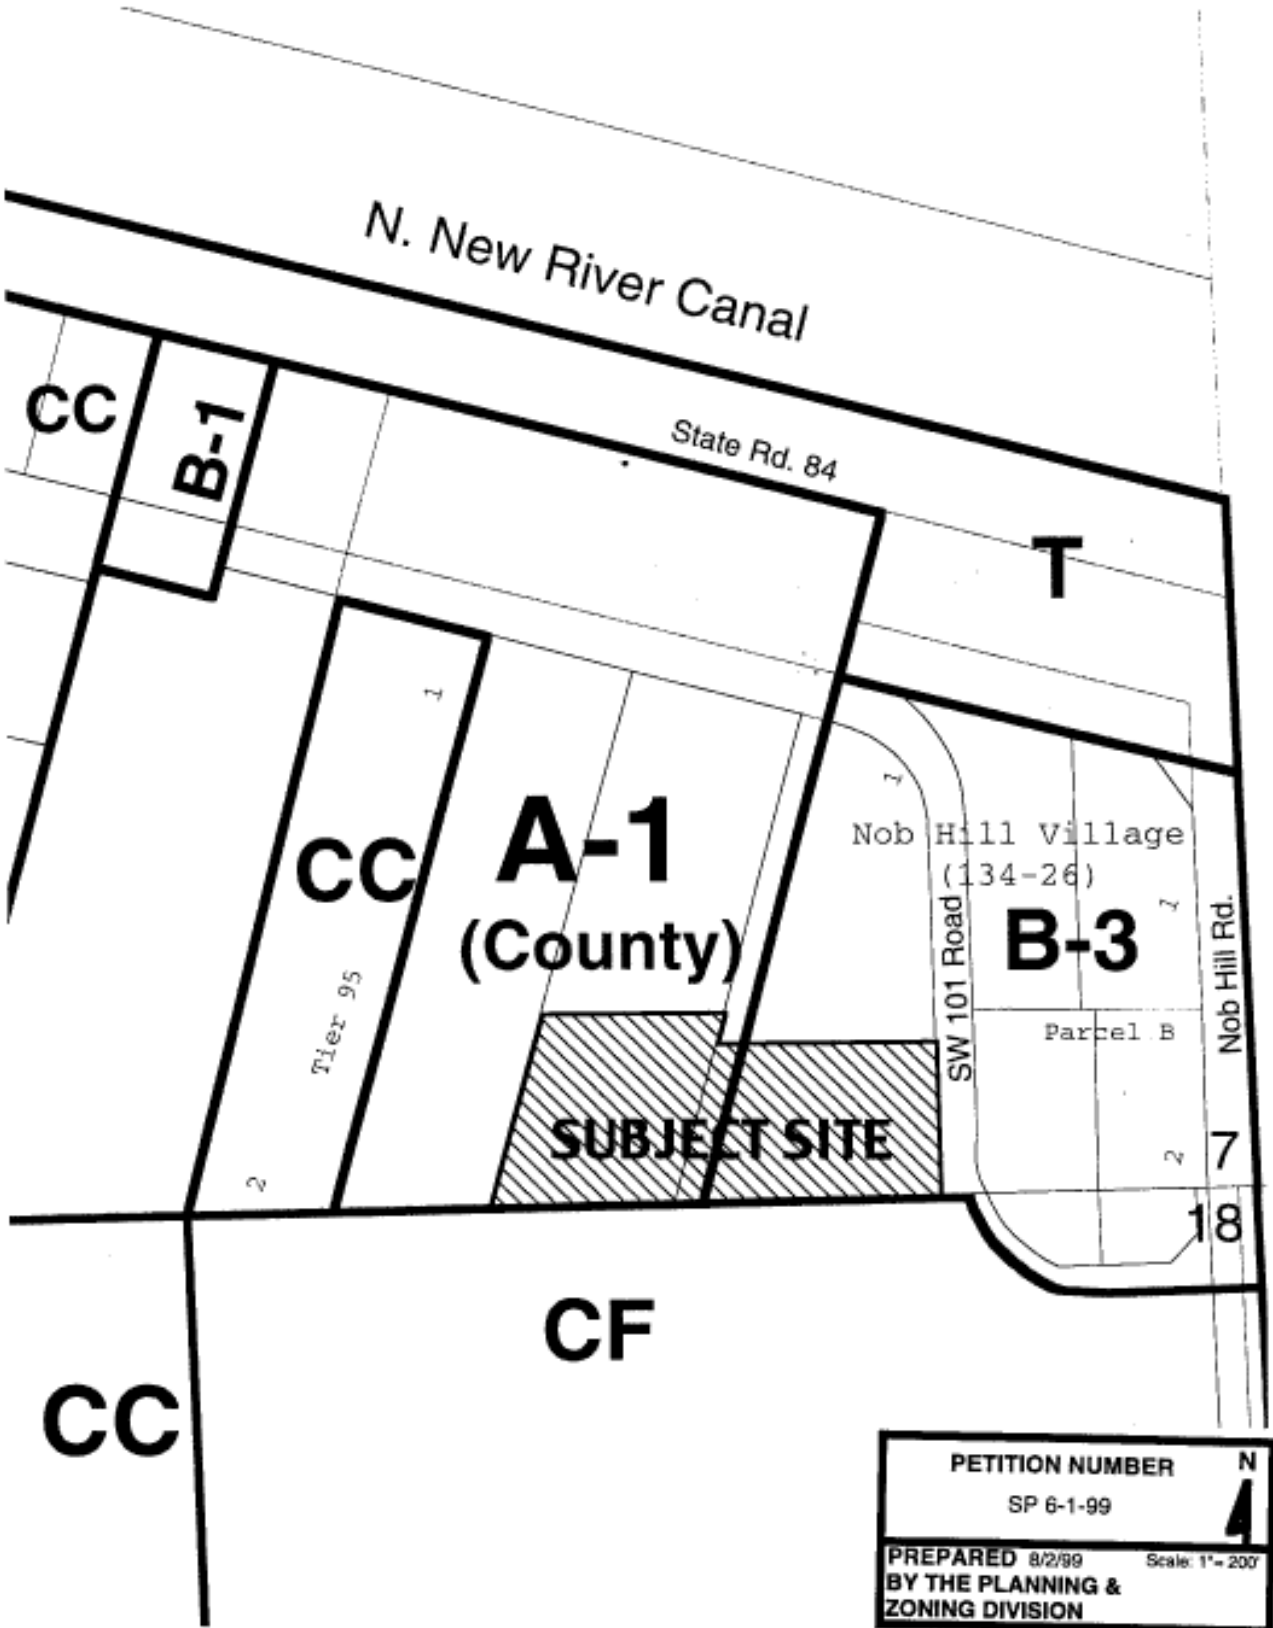 N. New River Canal
State Rd. 84
CC
B-1
T
1
1
Nob Hill Village
(134-26)
A-1
(County)
CC
B-3
1
SW 101 Road
Nob Hill Rd.
Tier 95
Parcel B
SUBJECT SITE
2
2
7
18
CF
CC
PETITION NUMBER
N
SP 6-1-99
PREPARED 8/2/99
Scale: 1"= 200'
BY THE PLANNING &
ZONING DIVISION